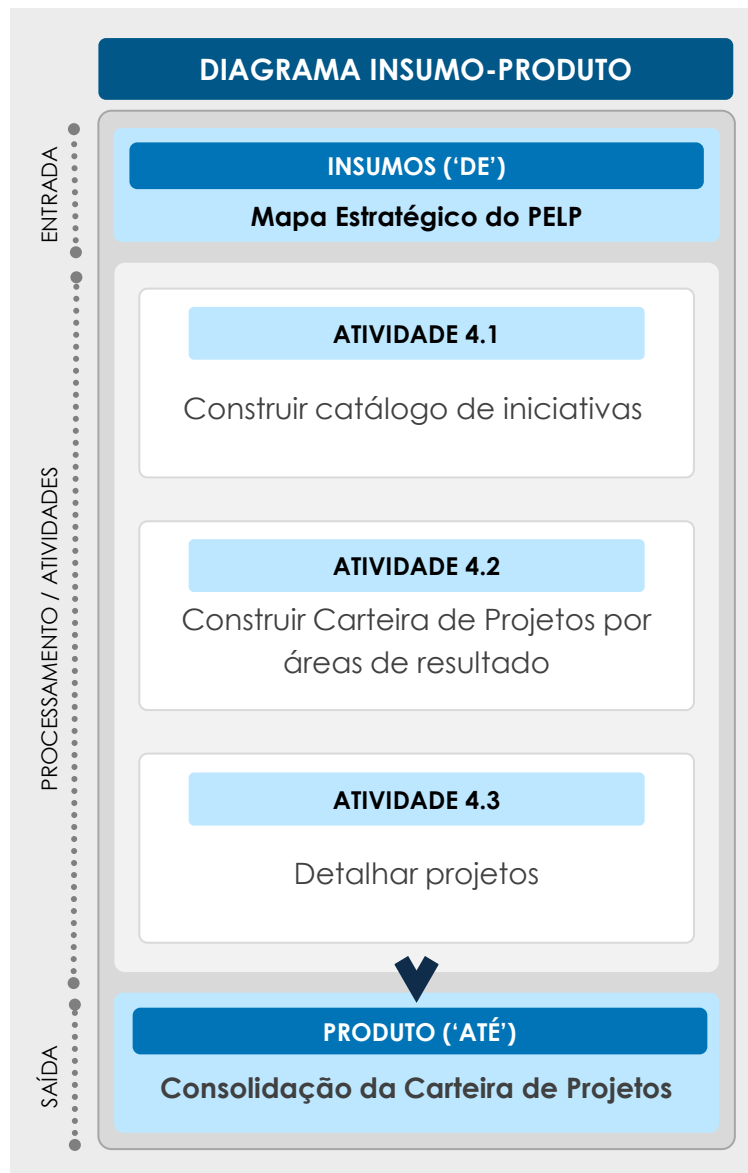 DIAGRAMA INSUMO-PRODUTO
ENTRADA
INSUMOS (‘DE’)
Mapa Estratégico do PELP
PROCESSAMENTO / ATIVIDADES
ATIVIDADE 4.1
Construir catálogo de iniciativas
ATIVIDADE 4.2
Construir Carteira de Projetos por
áreas de resultado
ATIVIDADE 4.3
Detalhar projetos
SAÍDA
PRODUTO (‘ATÉ’)
Consolidação da Carteira de Projetos